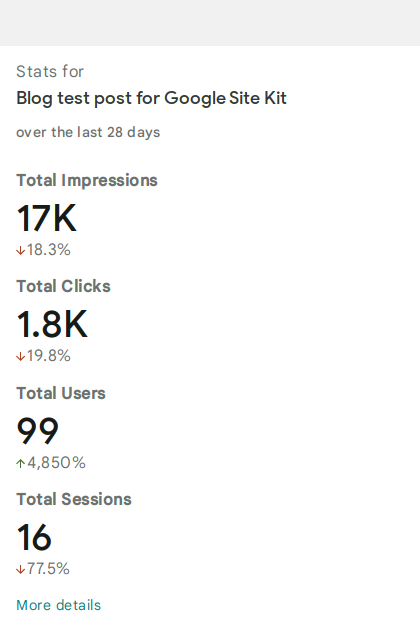 Stats for
Blog test post for Google Site Kit
over the last 28 days
Total Impressions
17K
↓18.3%
Total Clicks
1.8K
↓19.8%
Total Users
99
↑4,850%
Total Sessions
16
↓77.5%
More details